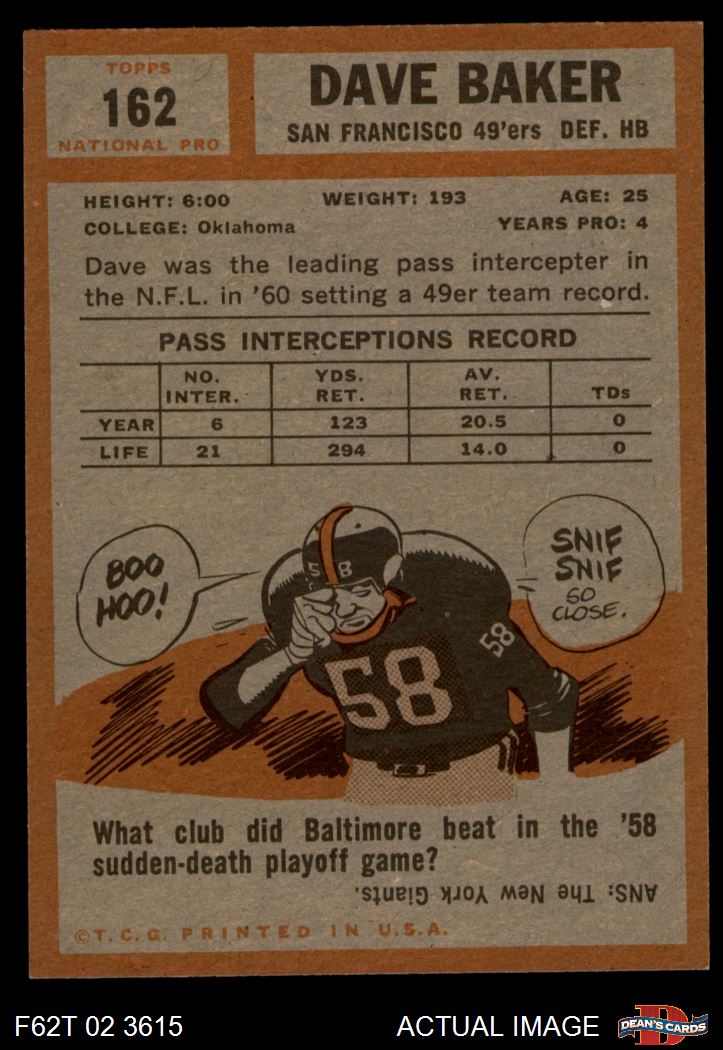 TOPPS
162
NATIONAL PRO
DAVE BAKER
SAN FRANCISCO 49'ers DEF. HB
HEIGHT: 6:00 WEIGHT: 193 AGE: 25
COLLEGE: Oklahoma YEARS PRO: 4
Dave was the leading pass intercepter in
the N.F.L. in '60 setting a 49er team record.
PASS INTERCEPTIONS RECORD
NO. INTER. YDS. RET. AV. RET. TDs
YEAR 6 123 20.5 0
LIFE 21 294 14.0 0
BOO
HOO!
SNIF
SNIF
SO
CLOSE.
58
58
58
What club did Baltimore beat in the '58
sudden-death playoff game?
ANS: The New York Giants.
©T.C.G. PRINTED IN U.S.A.
F62T 02 3615 ACTUAL IMAGE
D
DEAN'S CARDS